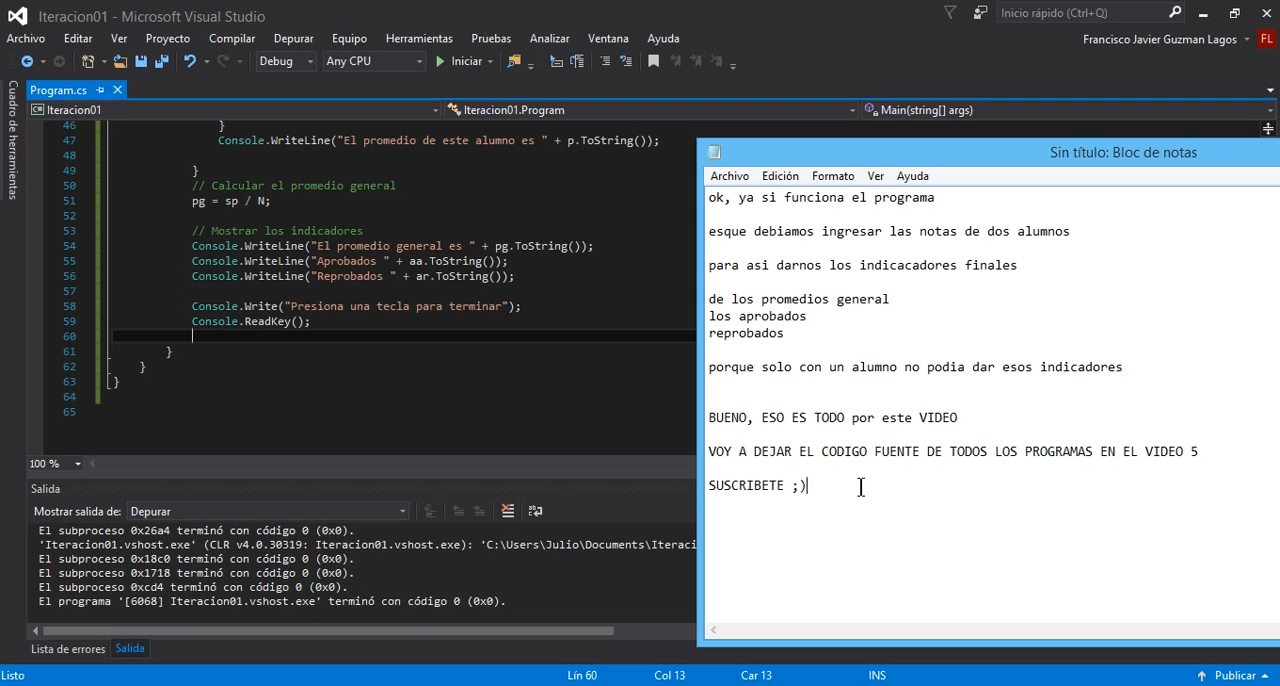 Iteracion01 - Microsoft Visual Studio
Inicio rápido (Ctrl+Q)
Archivo Editar Ver Proyecto Compilar Depurar Equipo Herramientas Pruebas Analizar Ventana Ayuda
Francisco Javier Guzman Lagos FL
Debug Any CPU Iniciar
Cuadro de herramientas
Program.cs
Iteracion01 Iteracion01.Program Main(string[] args)
46 }
47 Console.WriteLine("El promedio de este alumno es " + p.ToString());
48
49 }
50 // Calcular el promedio general
51 pg = sp / N;
52
53 // Mostrar los indicadores
54 Console.WriteLine("El promedio general es " + pg.ToString());
55 Console.WriteLine("Aprobados " + aa.ToString());
56 Console.WriteLine("Reprobados " + ar.ToString());
57
58 Console.Write("Presiona una tecla para terminar");
59 Console.ReadKey();
60
61 }
62 }
63 }
64
65
100 %
Salida
Mostrar salida de: Depurar
El subproceso 0x26a4 terminó con código 0 (0x0).
'Iteracion01.vshost.exe' (CLR v4.0.30319: Iteracion01.vshost.exe): 'C:\Users\Julio\Documents\Iteraci
El subproceso 0x18c0 terminó con código 0 (0x0).
El subproceso 0x1718 terminó con código 0 (0x0).
El subproceso 0xcd4 terminó con código 0 (0x0).
El programa '[6068] Iteracion01.vshost.exe' terminó con código 0 (0x0).
Lista de errores Salida
Listo Lín 60 Col 13 Car 13 INS Publicar
Sin título: Bloc de notas
Archivo Edición Formato Ver Ayuda
ok, ya si funciona el programa
esque debiamos ingresar las notas de dos alumnos
para asi darnos los indicacadores finales
de los promedios general
los aprobados
reprobados
porque solo con un alumno no podia dar esos indicadores
BUENO, ESO ES TODO por este VIDEO
VOY A DEJAR EL CODIGO FUENTE DE TODOS LOS PROGRAMAS EN EL VIDEO 5
SUSCRIBETE ;)